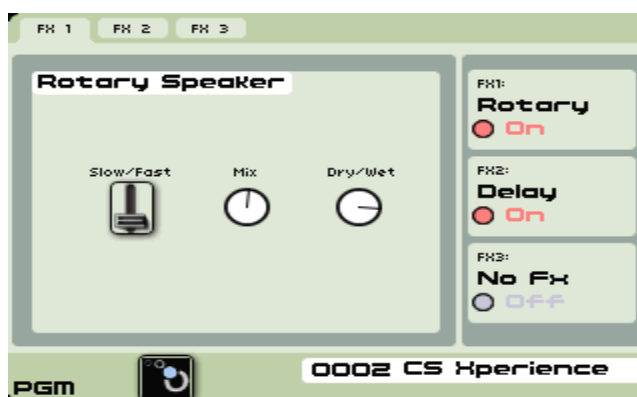 FX 1 FX 2 FX 3
Rotary Speaker
Slow/Fast Mix Dry/Wet
FX1:
Rotary
On
FX2:
Delay
On
FX3:
No Fx
Off
PGM
0002 CS Xperience